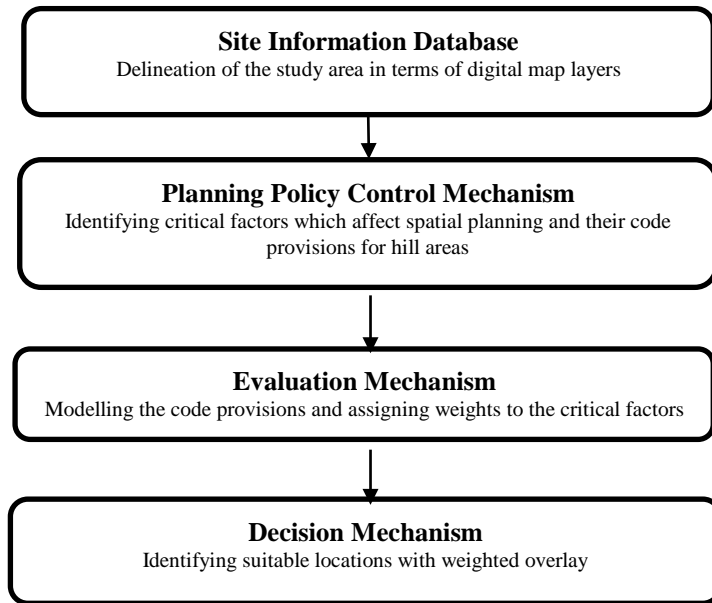 Site Information Database
Delineation of the study area in terms of digital map layers
Planning Policy Control Mechanism
Identifying critical factors which affect spatial planning and their code
provisions for hill areas
Evaluation Mechanism
Modelling the code provisions and assigning weights to the critical factors
Decision Mechanism
Identifying suitable locations with weighted overlay